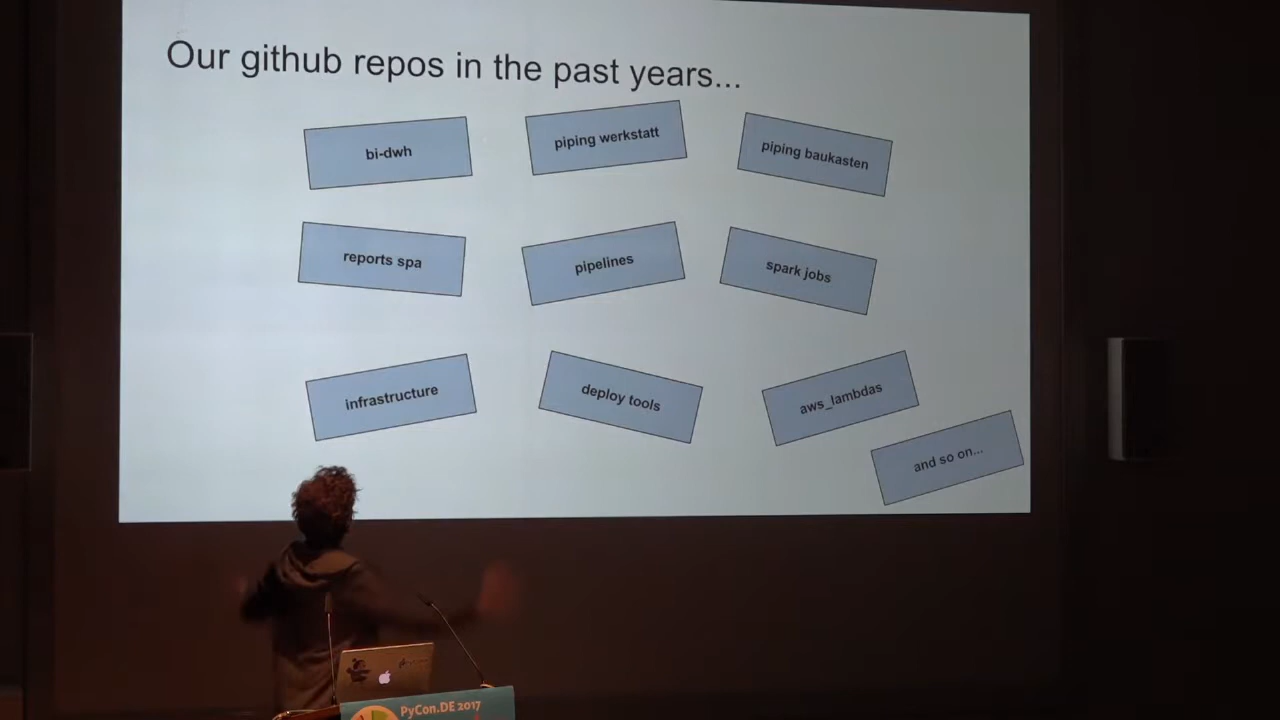 Our github repos in the past years...
bi-dwh
piping werkstatt
piping baukasten
reports spa
pipelines
spark jobs
infrastructure
deploy tools
aws_lambdas
and so on...
PyCon.DE 2017